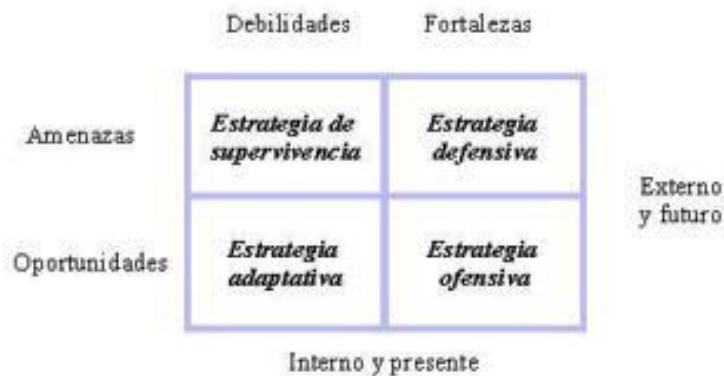 Debilidades Fortalezas
Amenazas
Estrategia de
supervivencia
Estrategia
defensiva
Externo
y futuro
Oportunidades
Estrategia
adaptativa
Estrategia
ofensiva
Interno y presente